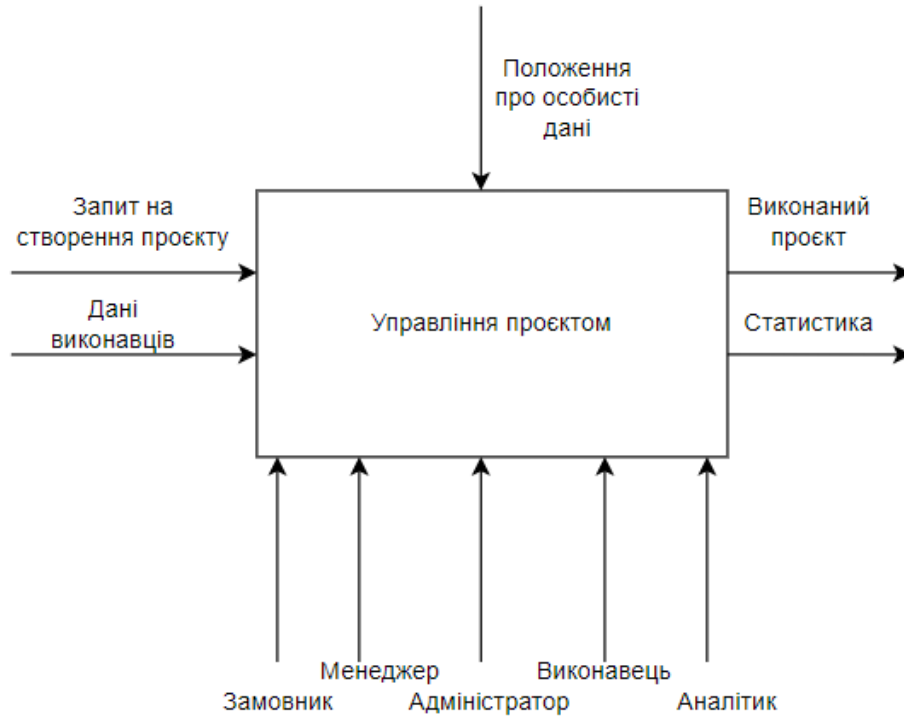 Положення
про особисті
дані
Запит на
створення проєкту
Дані
виконавців
Управління проєктом
Виконаний
проєкт
Статистика
Менеджер
Виконавець
Замовник
Адміністратор
Аналітик